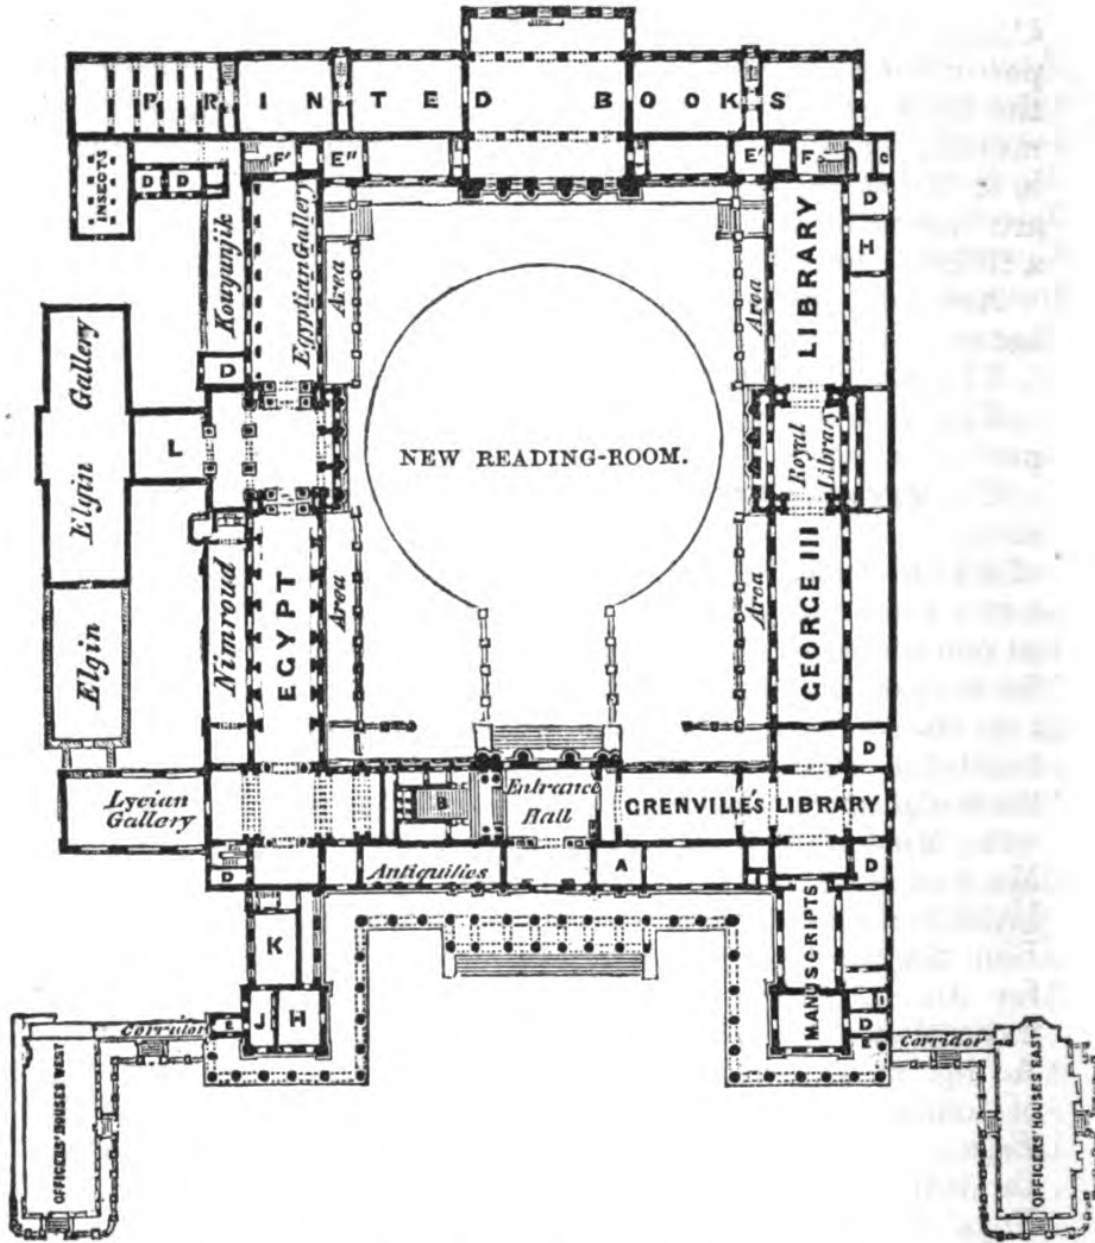 PRINTED BOOKS
INSECTS
D
D
F'
E"
E'
F
C
D
H
Kouyunjik
Egyptian Gallery
Area
Area
LIBRARY
D
Elgin Gallery
L
NEW READING-ROOM.
Royal
Library
Elgin
Nimroud
EGYPT
Area
Area
GEORGE III
D
Lycian
Gallery
B
Entrance
Hall
GRENVILLE'S LIBRARY
D
Antiquities
A
D
K
MANUSCRIPTS
J
H
E
I
D
E
Corridor
Corridor
OFFICERS' HOUSES WEST
OFFICERS' HOUSES EAST